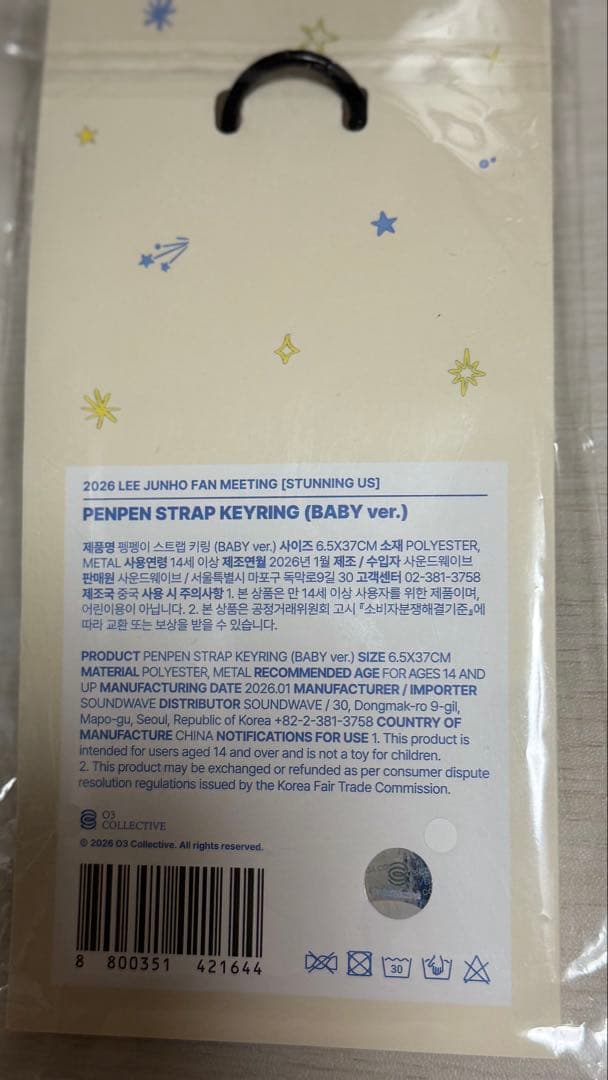 2026 LEE JUNHO FAN MEETING [STUNNING US]
PENPEN STRAP KEYRING (BABY ver.)
제품명 펭펭이 스트랩 키링 (BABY ver.) 사이즈 6.5X37CM 소재 POLYESTER,
METAL 사용연령 14세 이상 제조연월 2026년 1월 제조 / 수입자 사운드웨이브
판매원 사운드웨이브 / 서울특별시 마포구 독막로9길 30 고객센터 02-381-3758
제조국 중국 사용 시 주의사항 1. 본 상품은 만 14세 이상 사용자를 위한 제품이며,
어린이용이 아닙니다. 2. 본 상품은 공정거래위원회 고시 『소비자분쟁해결기준』에
따라 교환 또는 보상을 받을 수 있습니다.
PRODUCT PENPEN STRAP KEYRING (BABY ver.) SIZE 6.5X37CM
MATERIAL POLYESTER, METAL RECOMMENDED AGE FOR AGES 14 AND
UP MANUFACTURING DATE 2026.01 MANUFACTURER / IMPORTER
SOUNDWAVE DISTRIBUTOR SOUNDWAVE / 30, Dongmak-ro 9-gil,
Mapo-gu, Seoul, Republic of Korea +82-2-381-3758 COUNTRY OF
MANUFACTURE CHINA NOTIFICATIONS FOR USE 1. This product is
intended for users aged 14 and over and is not a toy for children.
2. This product may be exchanged or refunded as per consumer dispute
resolution regulations issued by the Korea Fair Trade Commission.
O3
COLLECTIVE
© 2026 O3 Collective. All rights reserved.
8 800351 421644
30